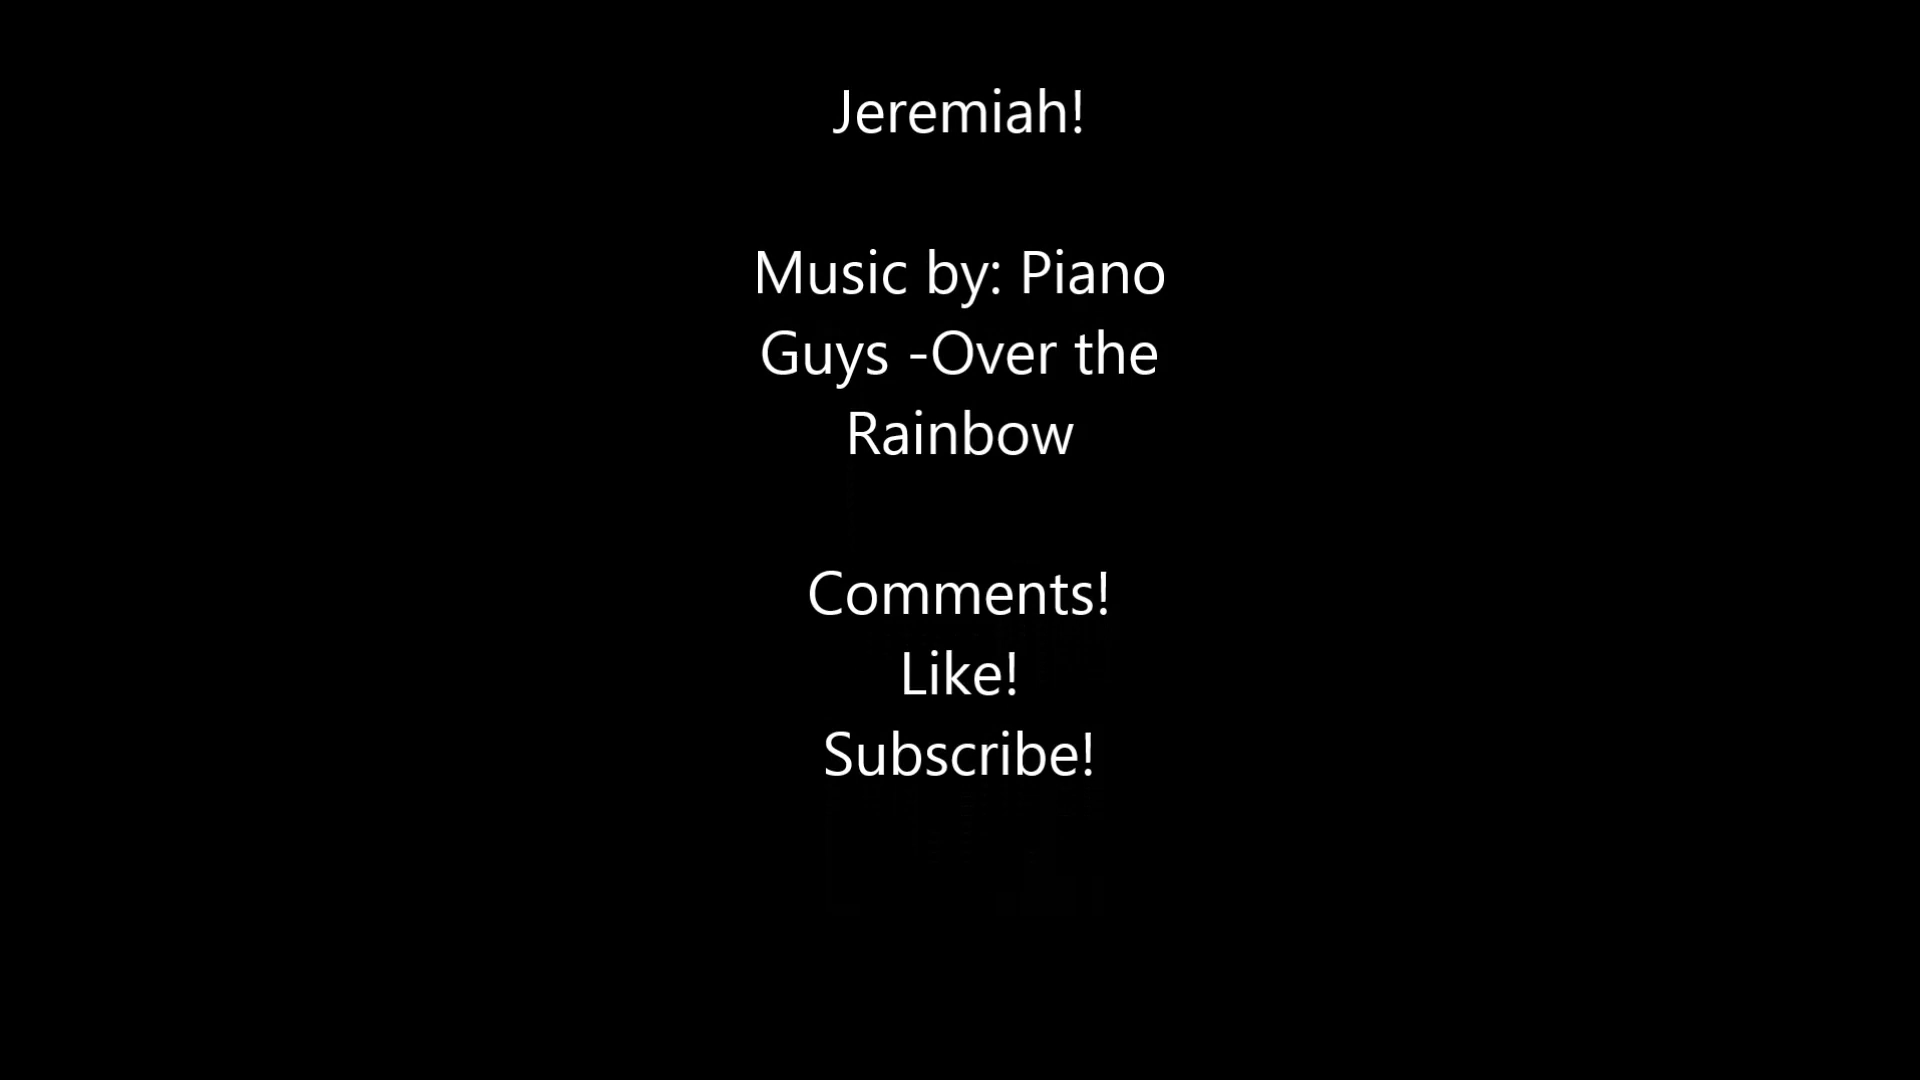 Jeremiah!
Music by: Piano
Guys -Over the
Rainbow
Comments!
Like!
Subscribe!